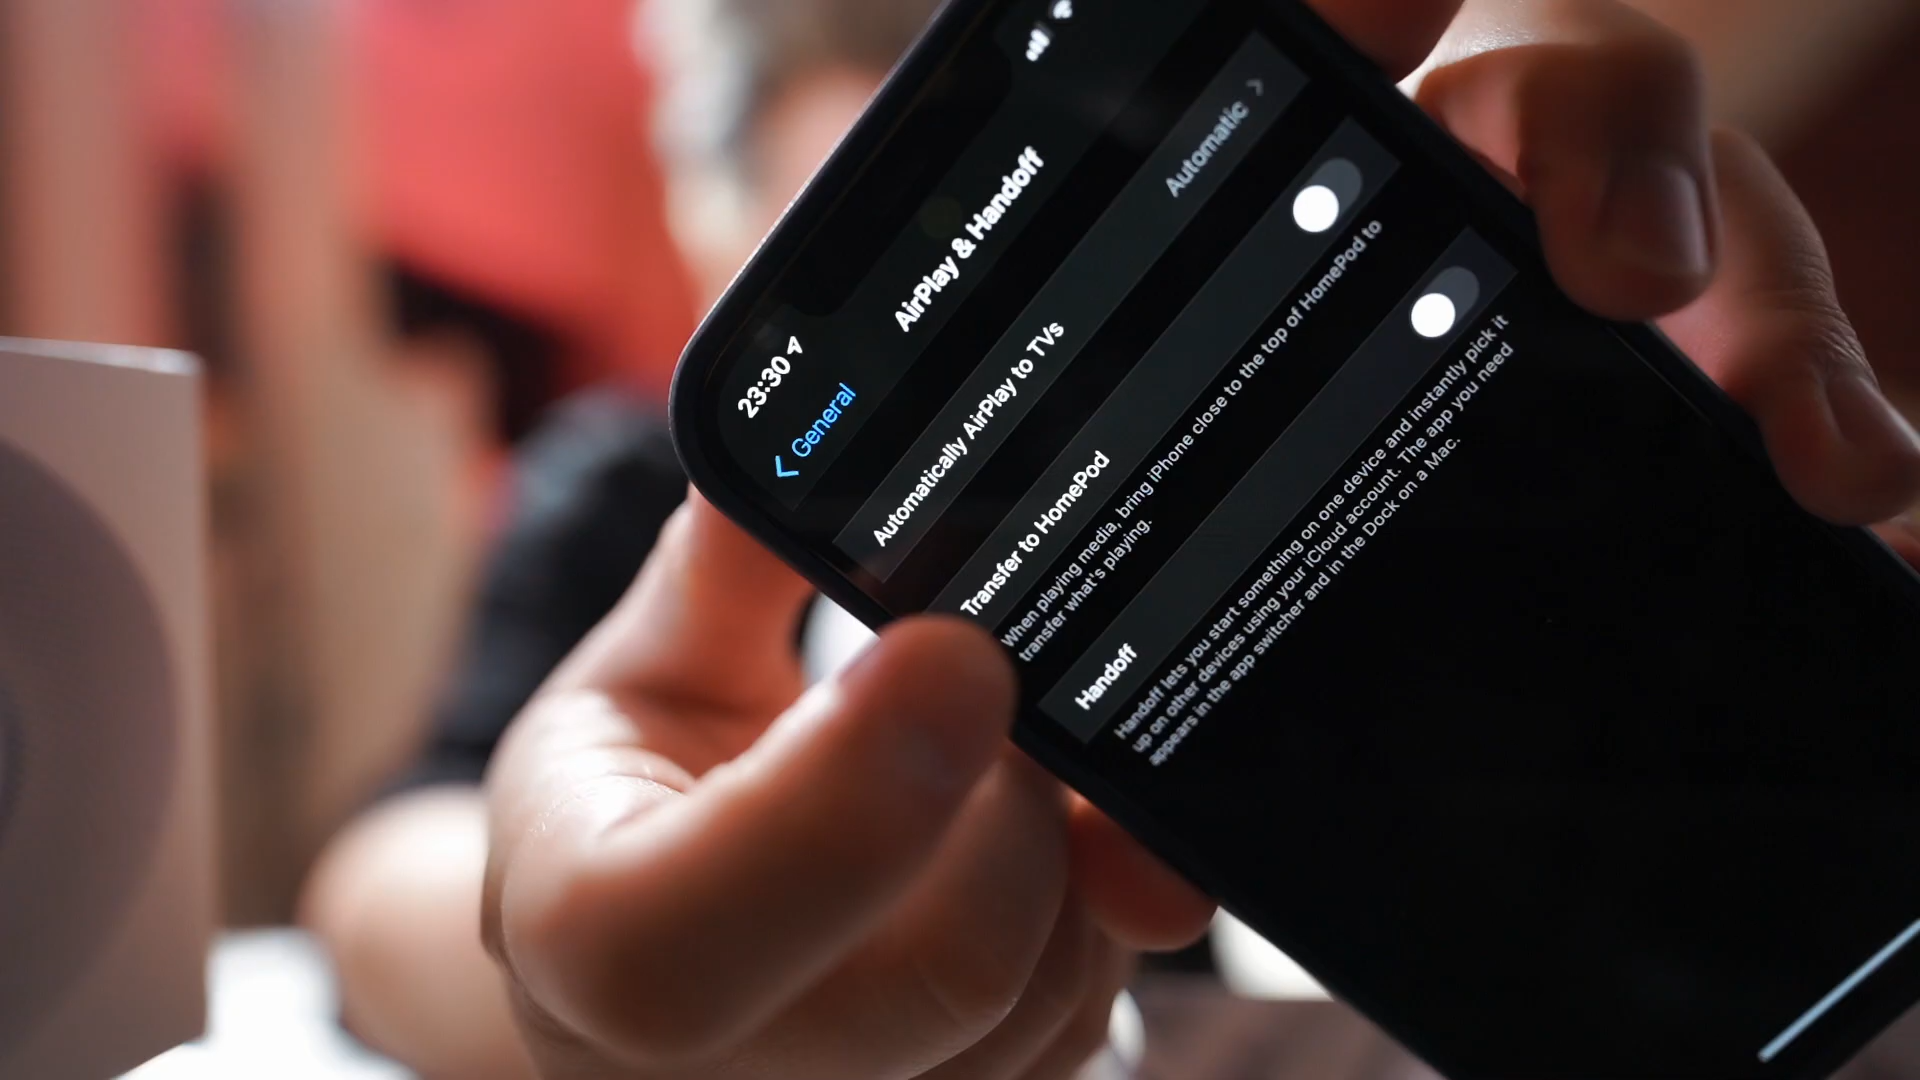 23:30
General
AirPlay & Handoff
Automatically AirPlay to TVs
Automatic
Transfer to HomePod
When playing media, bring iPhone close to the top of HomePod to
transfer what's playing.
Handoff
Handoff lets you start something on one device and instantly pick it
up on other devices using your iCloud account. The app you need
appears in the app switcher and in the Dock on a Mac.